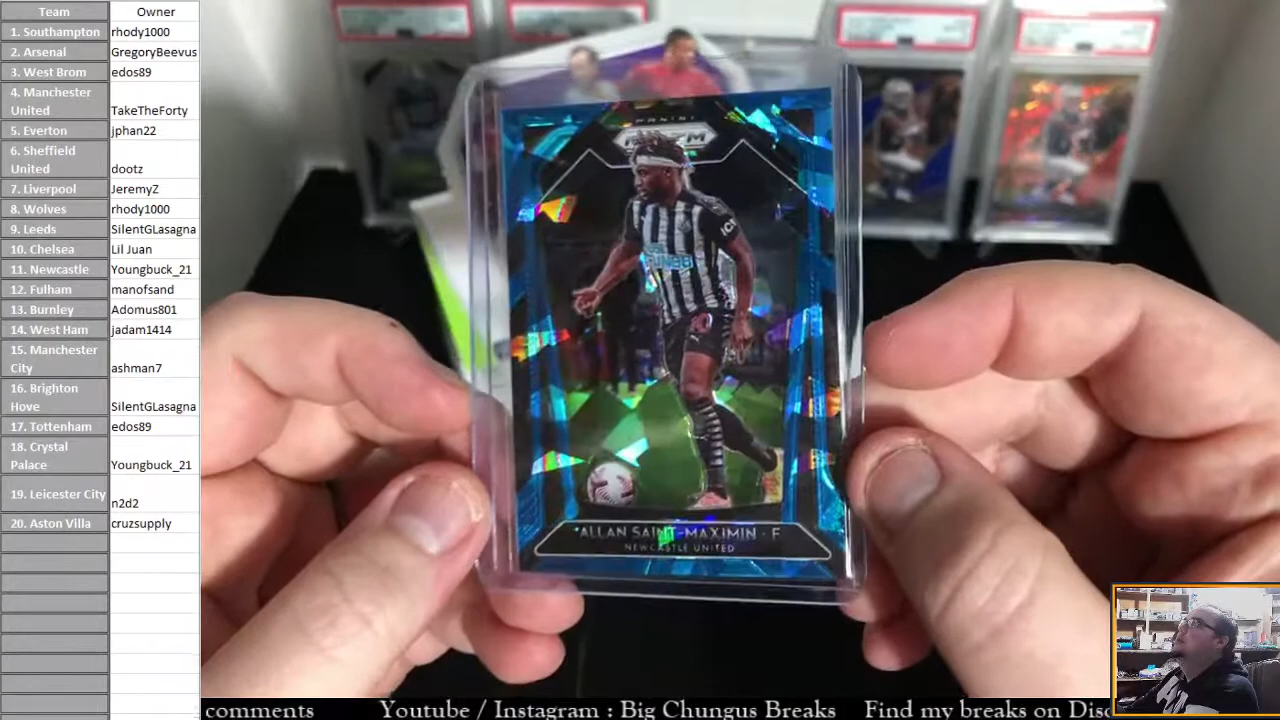 Team Owner
1. Southampton rhody1000
2. Arsenal GregoryBeevus
3. West Brom edos89
4. Manchester
United TakeTheForty
5. Everton jphan22
6. Sheffield
United dootz
7. Liverpool JeremyZ
8. Wolves rhody1000
9. Leeds SilentGLasagna
10. Chelsea Lil Juan
11. Newcastle Youngbuck_21
12. Fulham manofsand
13. Burnley Adomus801
14. West Ham jadam1414
15. Manchester
City ashman7
16. Brighton
Hove SilentGLasagna
17. Tottenham edos89
18. Crystal
Palace Youngbuck_21
19. Leicester City n2d2
20. Aston Villa cruzsupply
PANINI
PRIZM
FUN88
ALLAN SAINT-MAXIMIN · F
NEWCASTLE UNITED
comments Youtube / Instagram : Big Chungus Breaks Find my breaks on Disc